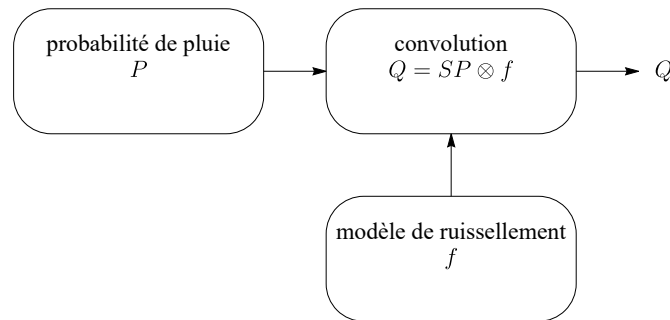 probabilité de pluie
P
convolution
Q = SP ⊗ f
Q
modèle de ruissellement
f